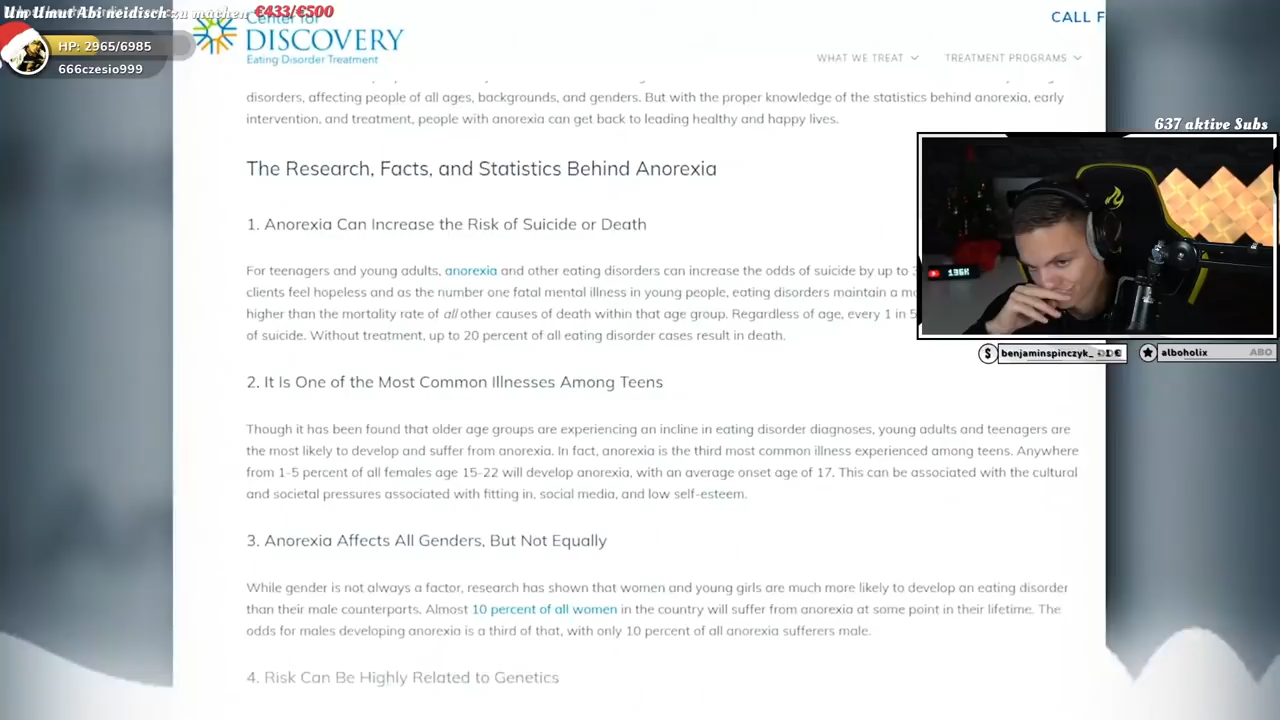 Um Umut Abi neidisch zu machen €433/€500
HP: 2965/6985
666czesio999
Center for
DISCOVERY
Eating Disorder Treatment
CALL F
WHAT WE TREAT
TREATMENT PROGRAMS
disorders, affecting people of all ages, backgrounds, and genders. But with the proper knowledge of the statistics behind anorexia, early
intervention, and treatment, people with anorexia can get back to leading healthy and happy lives.
637 aktive Subs
The Research, Facts, and Statistics Behind Anorexia
1. Anorexia Can Increase the Risk of Suicide or Death
For teenagers and young adults, anorexia and other eating disorders can increase the odds of suicide by up to 3
clients feel hopeless and as the number one fatal mental illness in young people, eating disorders maintain a mo
higher than the mortality rate of all other causes of death within that age group. Regardless of age, every 1 in 5
of suicide. Without treatment, up to 20 percent of all eating disorder cases result in death.
196K
benjaminspinczyk_
alboholix ABO
2. It Is One of the Most Common Illnesses Among Teens
Though it has been found that older age groups are experiencing an incline in eating disorder diagnoses, young adults and teenagers are
the most likely to develop and suffer from anorexia. In fact, anorexia is the third most common illness experienced among teens. Anywhere
from 1-5 percent of all females age 15-22 will develop anorexia, with an average onset age of 17. This can be associated with the cultural
and societal pressures associated with fitting in, social media, and low self-esteem.
3. Anorexia Affects All Genders, But Not Equally
While gender is not always a factor, research has shown that women and young girls are much more likely to develop an eating disorder
than their male counterparts. Almost 10 percent of all women in the country will suffer from anorexia at some point in their lifetime. The
odds for males developing anorexia is a third of that, with only 10 percent of all anorexia sufferers male.
4. Risk Can Be Highly Related to Genetics